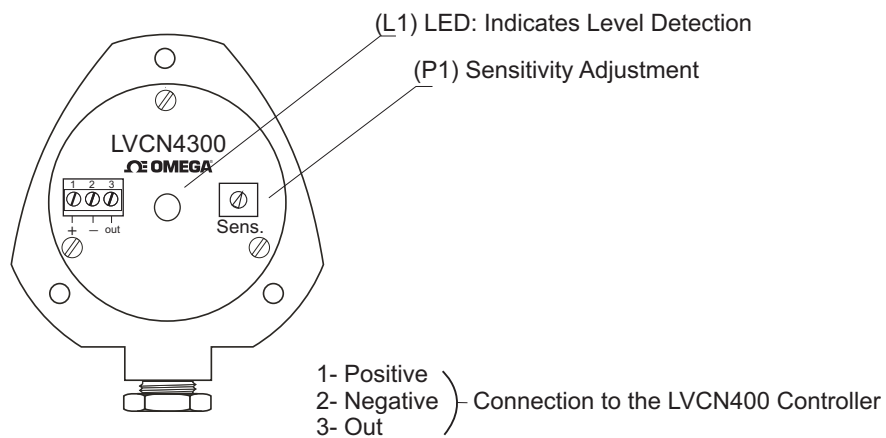 (L1) LED: Indicates Level Detection
(P1) Sensitivity Adjustment
LVCN4300
OMEGA
1 2 3
+ – out
Sens.
1- Positive
2- Negative
3- Out
Connection to the LVCN400 Controller